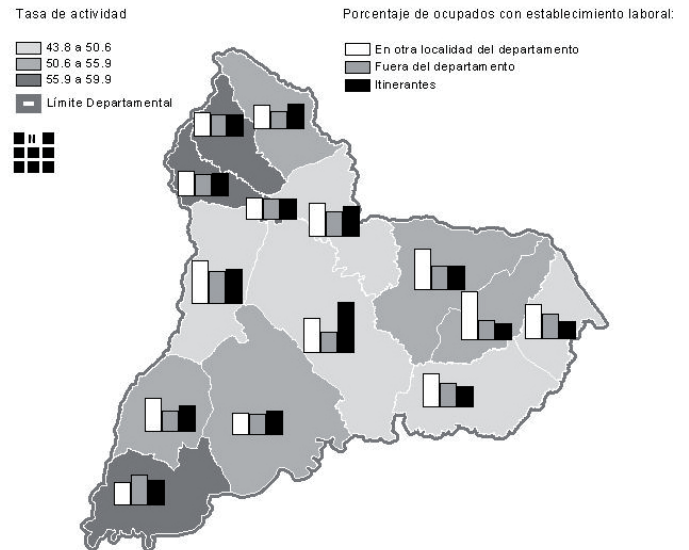 Tasa de actividad
43.8 a 50.6
50.6 a 55.9
55.9 a 59.9
Límite Departamental
N
Porcentaje de ocupados con establecimiento laboral:
En otra localidad del departamento
Fuera del departamento
Itinerantes